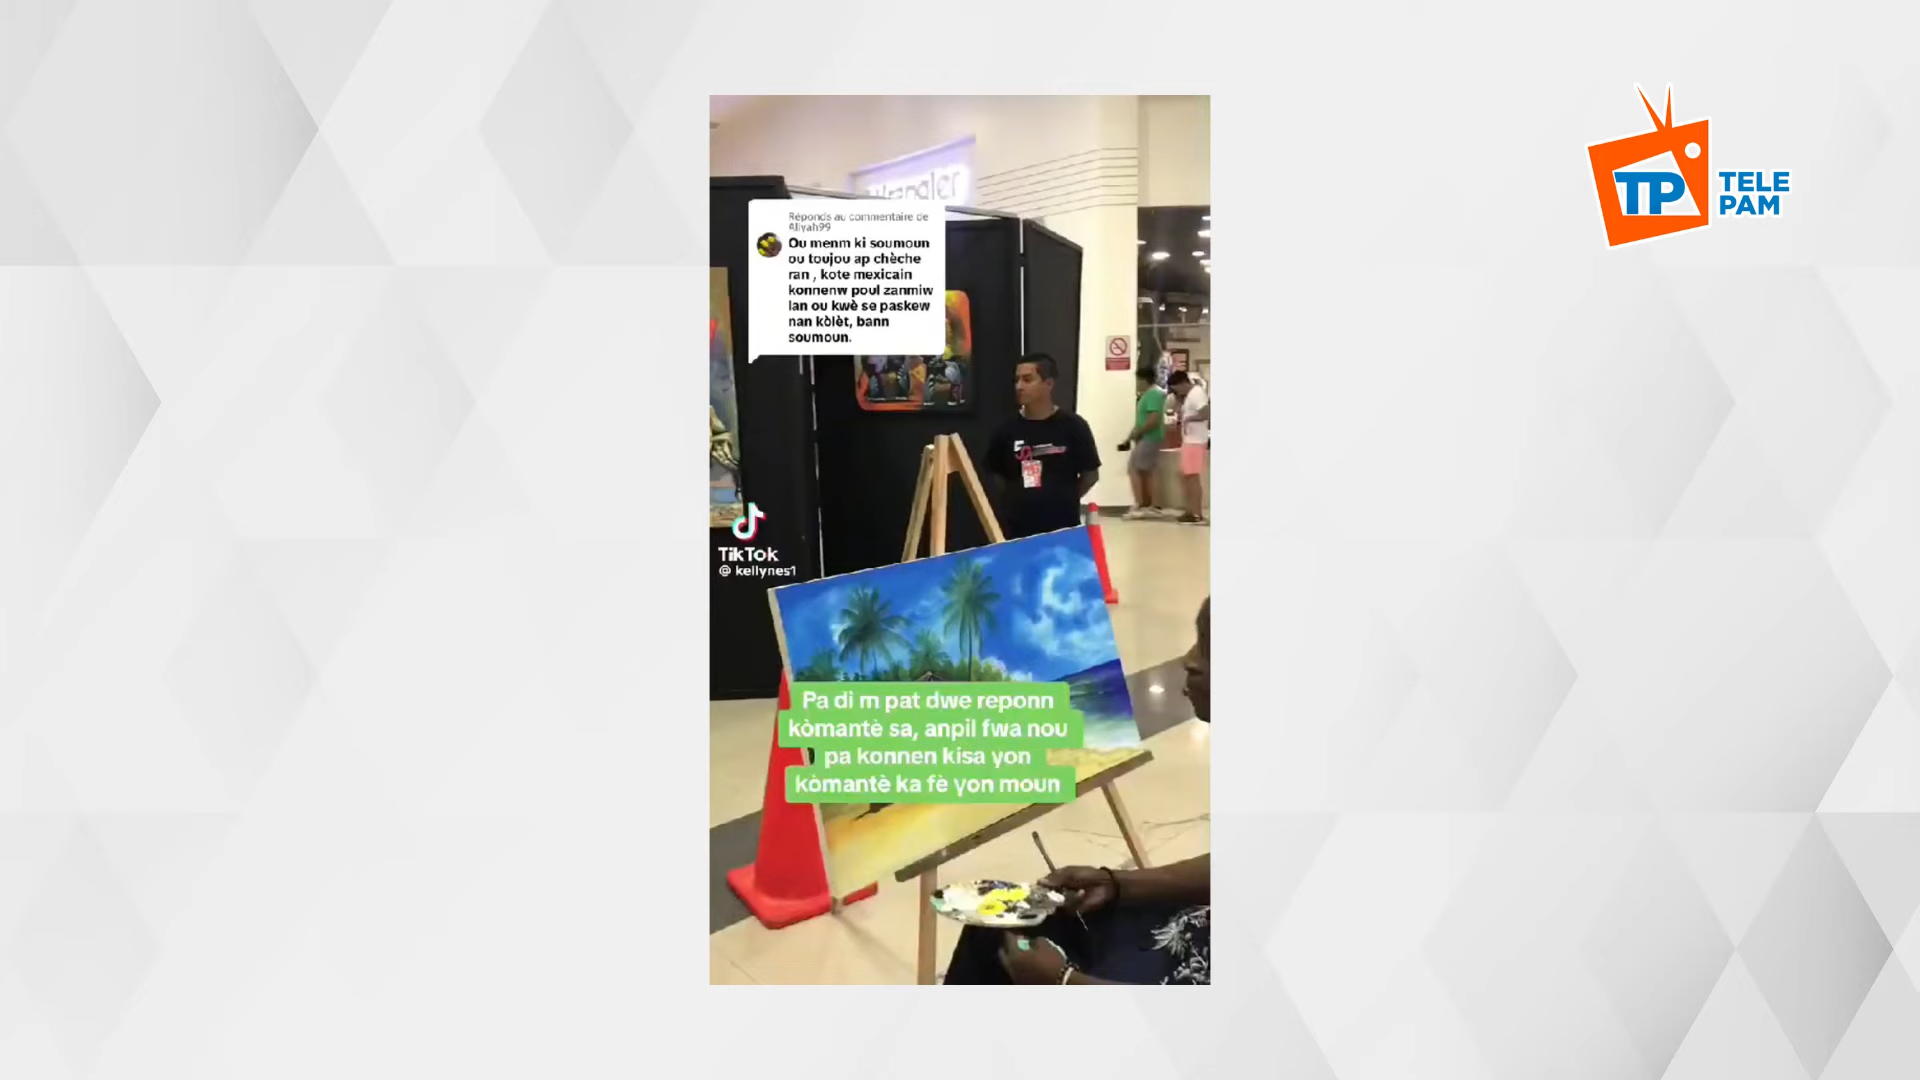 Wrangler
Réponds au commentaire de
Aliyah99
Ou menm ki soumoun
ou toujou ap chèche
ran , kote mexicain
konnenw poul zanmiw
lan ou kwè se paskew
nan kòlèt, bann
soumoun.
TP
TELE
PAM
TikTok
@ kellynes1
Pa di m pat dwe reponn
kòmantè sa, anpil fwa nou
pa konnen kisa yon
kòmantè ka fè yon moun